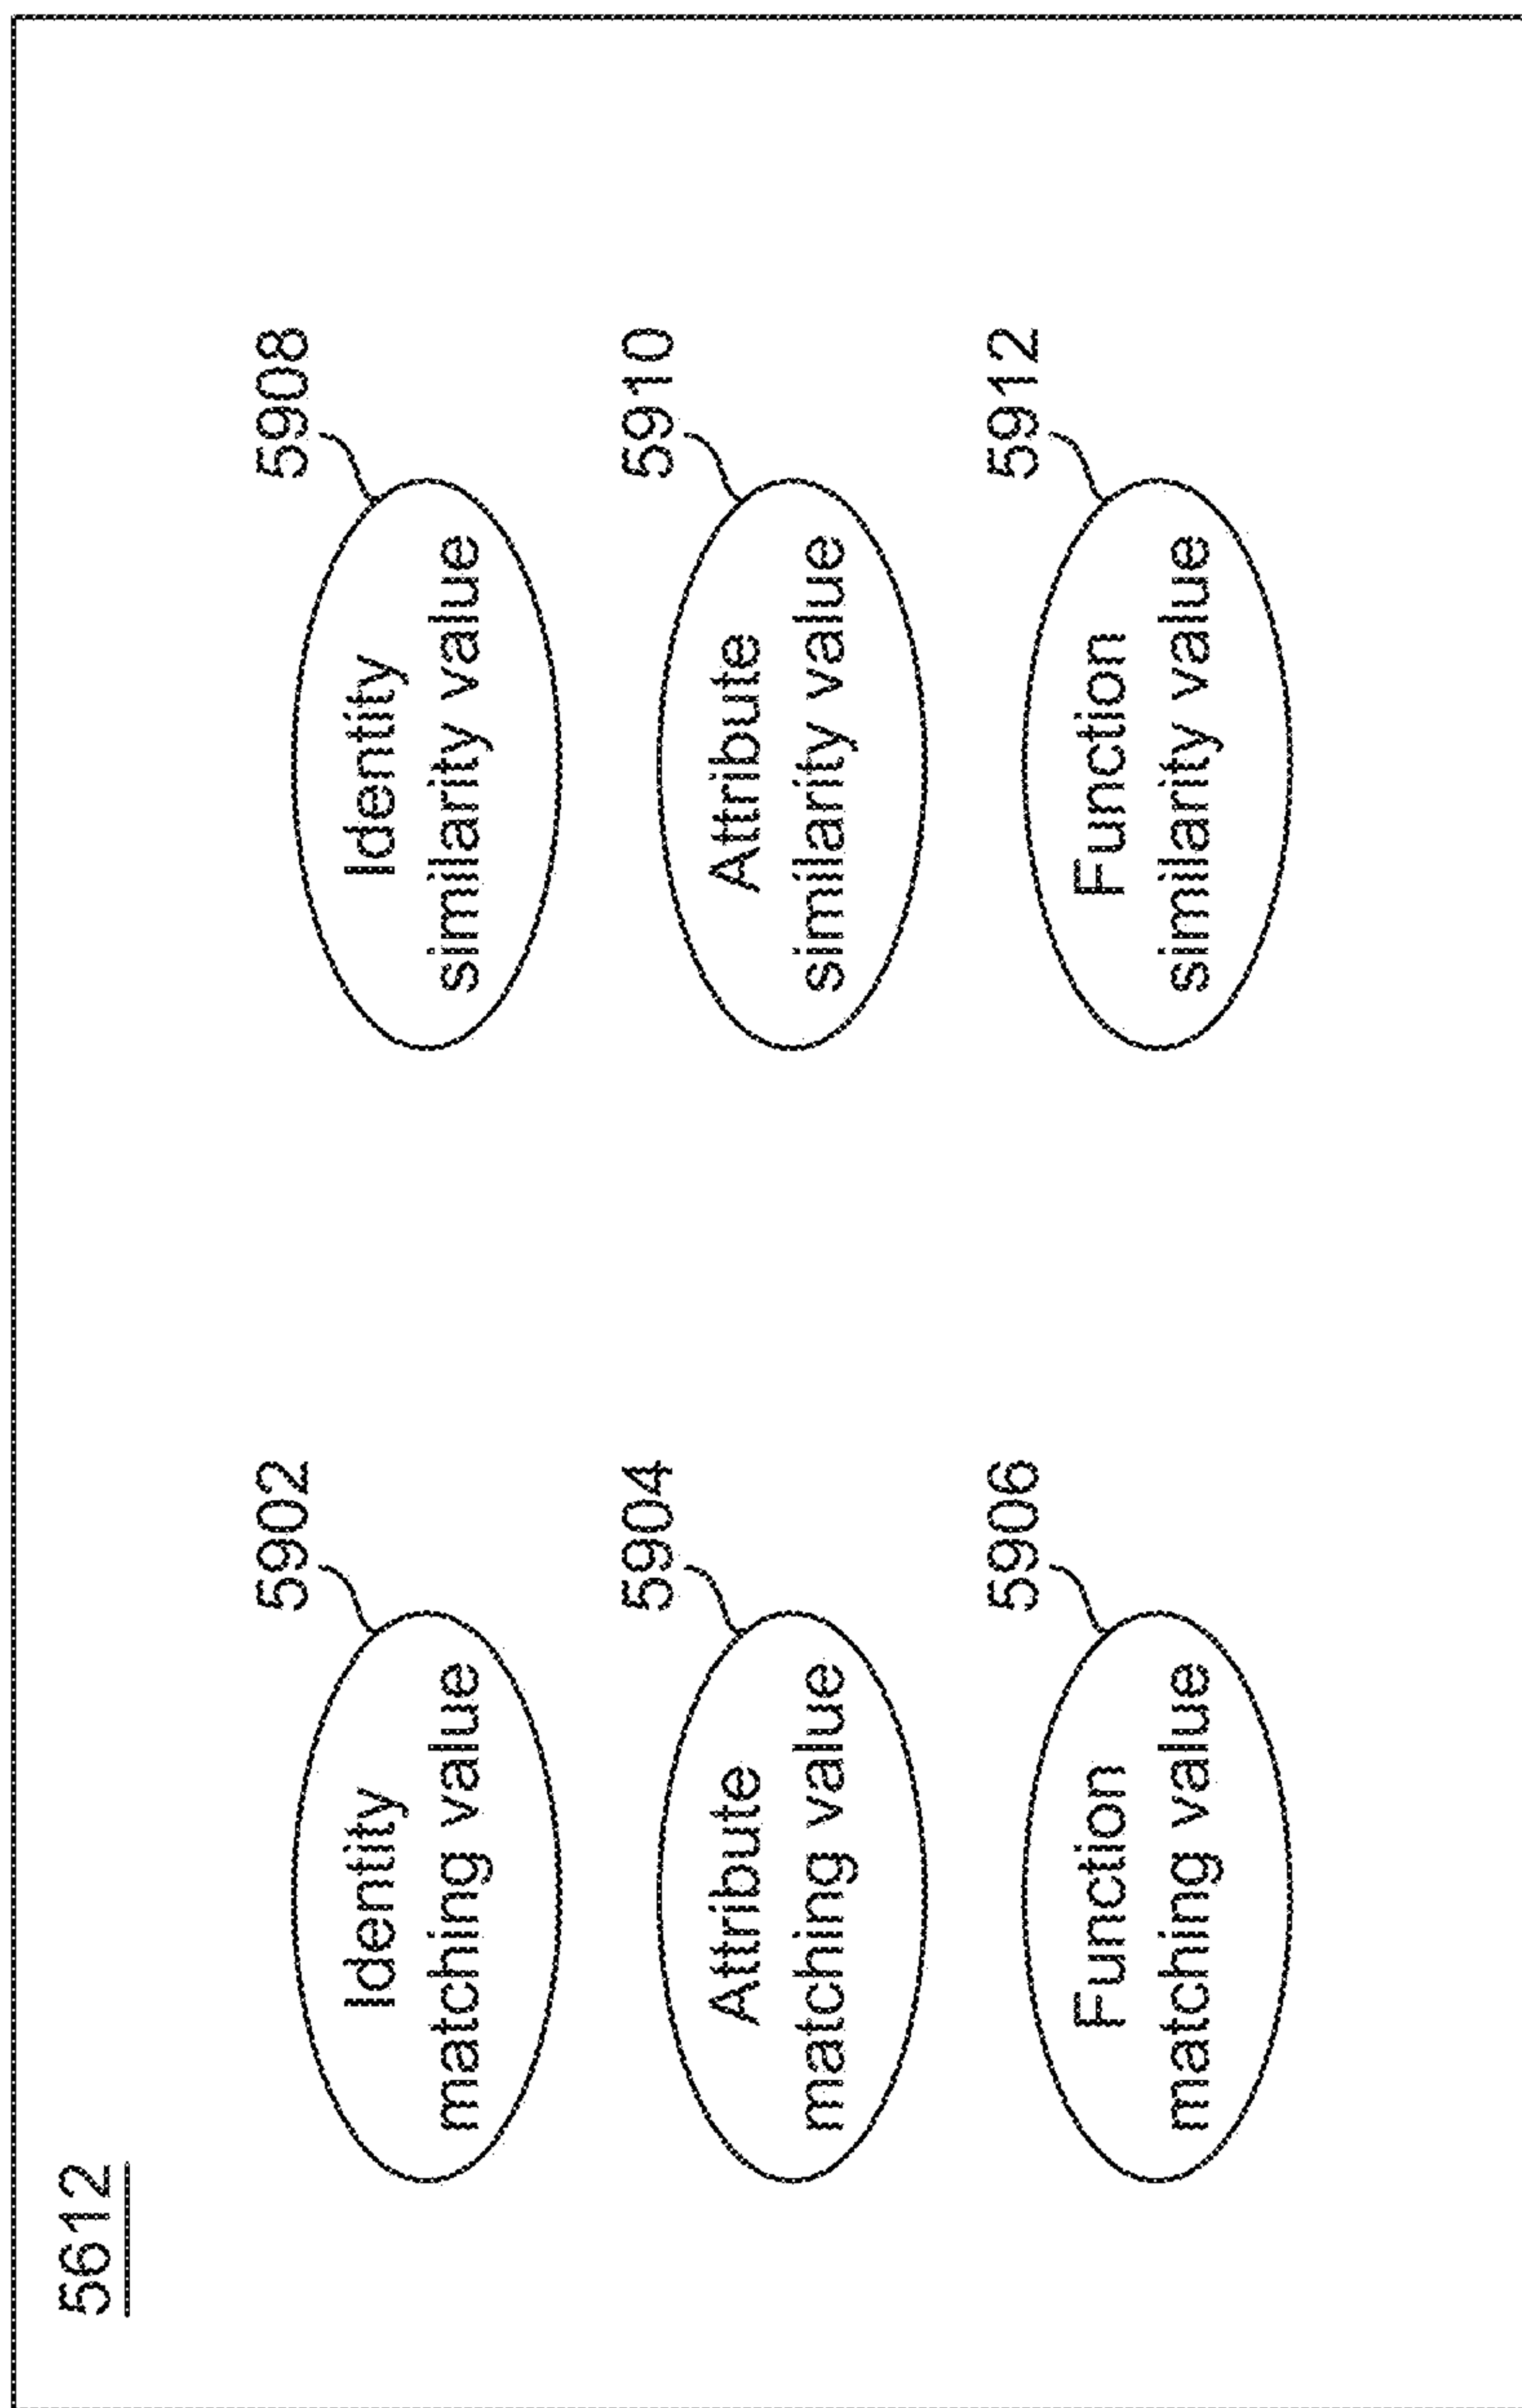 5612
5902
Identity
matching value
5904
Attribute
matching value
5906
Function
matching value
5908
Identity
similarity value
5910
Attribute
similarity value
5912
Function
similarity value